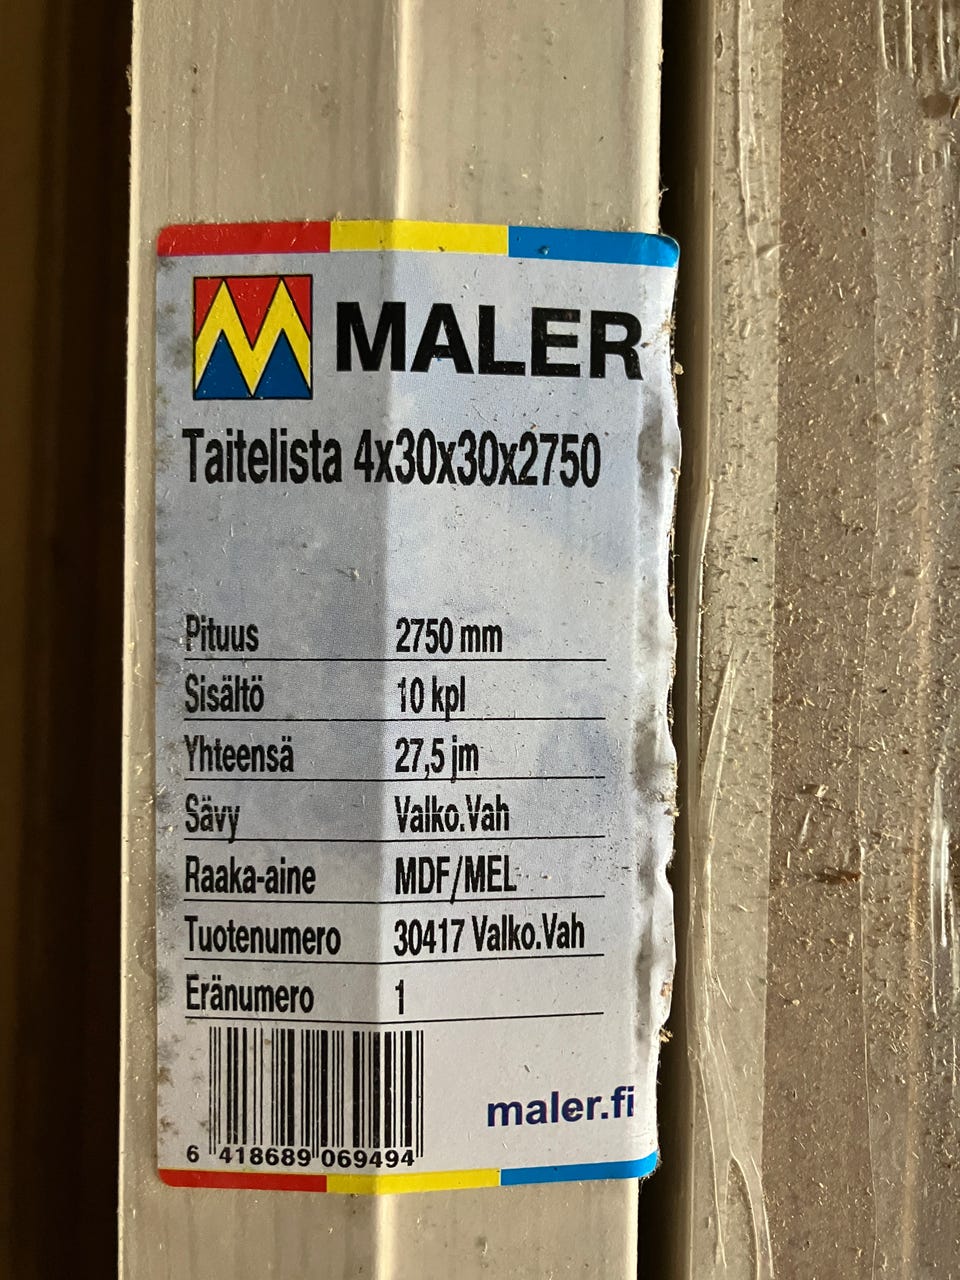 MALER
Taitelista 4x30x30x2750
Pituus 2750 mm
Sisältö 10 kpl
Yhteensä 27,5 jm
Sävy Valko.Vah
Raaka-aine MDF/MEL
Tuotenumero 30417 Valko.Vah
Eränumero 1
maler.fi
6 418689 069494